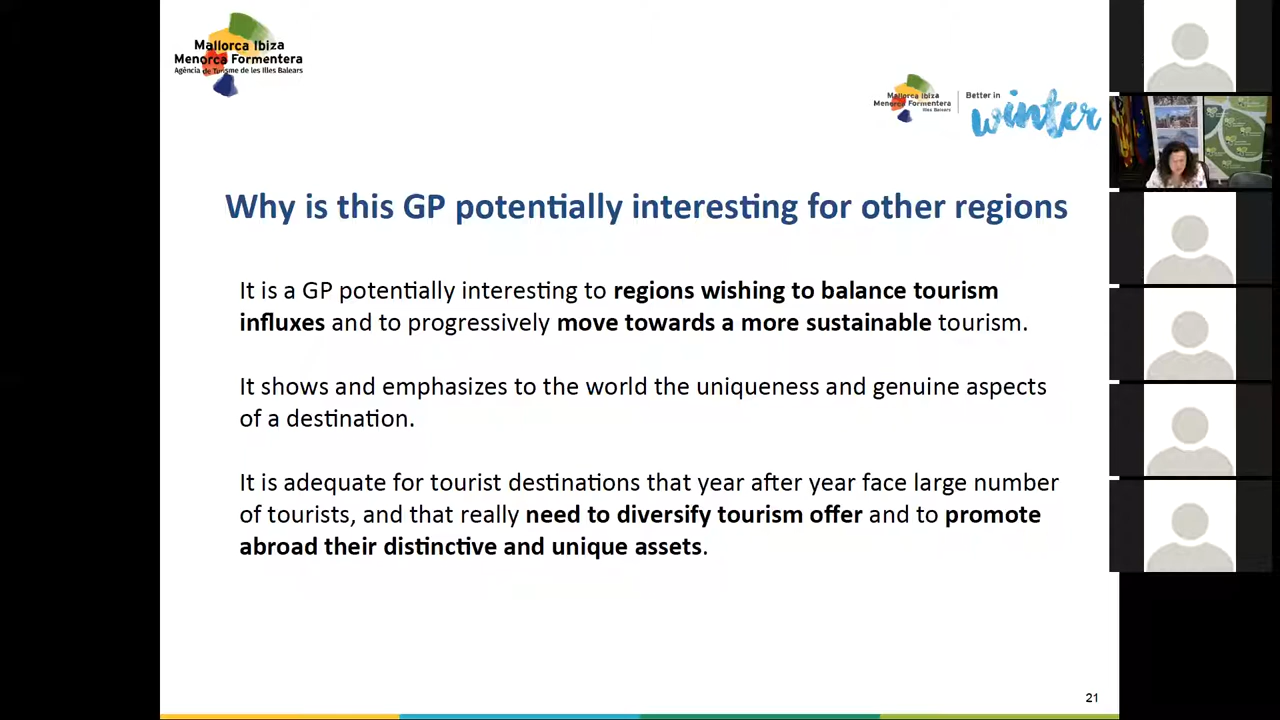 Mallorca Ibiza
Menorca Formentera
Agència de Turisme de les Illes Balears
Mallorca Ibiza
Menorca Formentera
Illes Balears
Better in
winter
Why is this GP potentially interesting for other regions
It is a GP potentially interesting to regions wishing to balance tourism
influxes and to progressively move towards a more sustainable tourism.
It shows and emphasizes to the world the uniqueness and genuine aspects
of a destination.
It is adequate for tourist destinations that year after year face large number
of tourists, and that really need to diversify tourism offer and to promote
abroad their distinctive and unique assets.
21